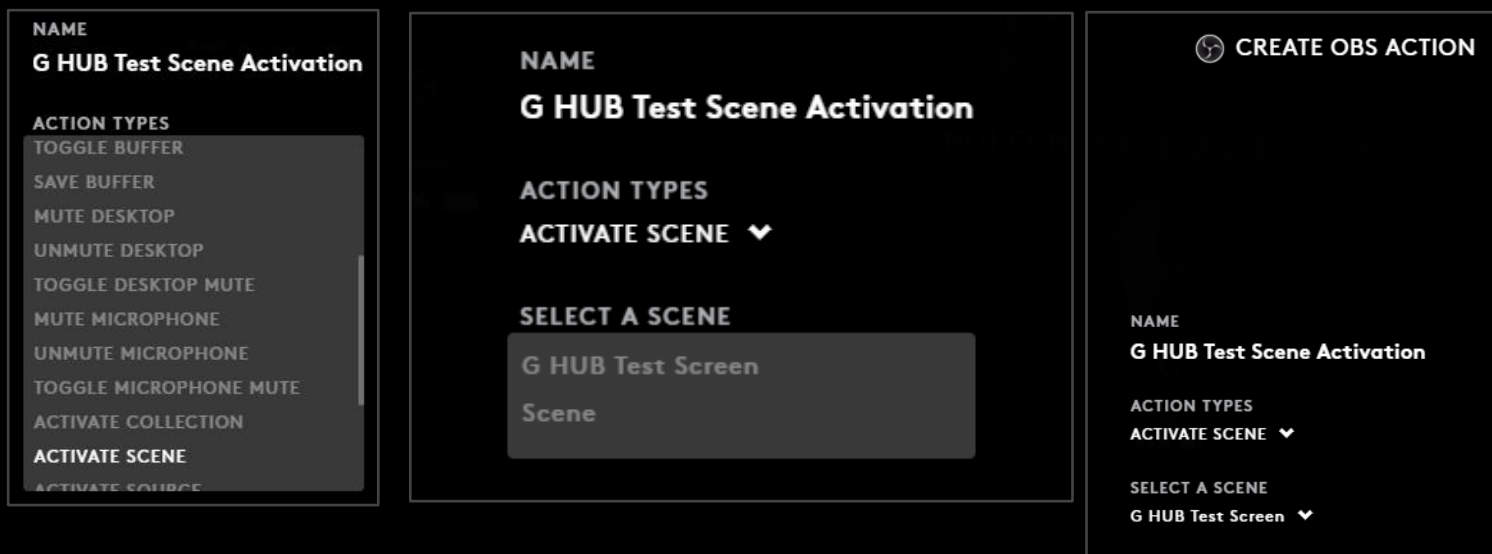 NAME
G HUB Test Scene Activation
ACTION TYPES
TOGGLE BUFFER
SAVE BUFFER
MUTE DESKTOP
UNMUTE DESKTOP
TOGGLE DESKTOP MUTE
MUTE MICROPHONE
UNMUTE MICROPHONE
TOGGLE MICROPHONE MUTE
ACTIVATE COLLECTION
ACTIVATE SCENE
ACTIVATE SOURCE
NAME
G HUB Test Scene Activation
ACTION TYPES
ACTIVATE SCENE
SELECT A SCENE
G HUB Test Screen
Scene
CREATE OBS ACTION
NAME
G HUB Test Scene Activation
ACTION TYPES
ACTIVATE SCENE
SELECT A SCENE
G HUB Test Screen